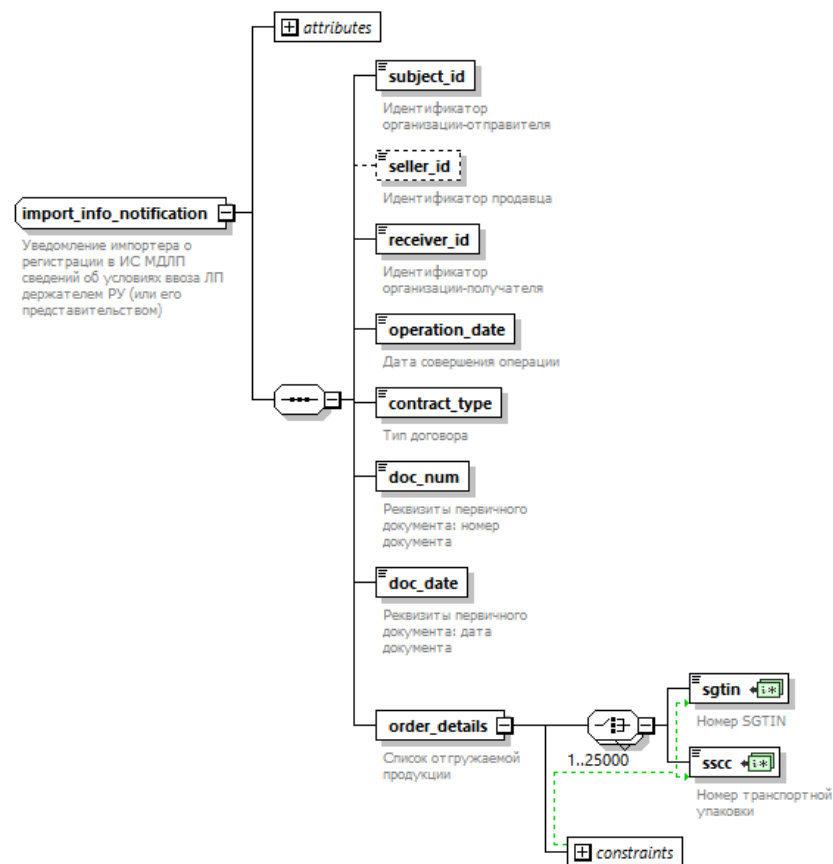 attributes
subject_id
Идентификатор
организации-отправителя
seller_id
Идентификатор продавца
import_info_notification
Уведомление импортера о
регистрации в ИС МДЛП
сведений об условиях ввоза ЛП
держателем РУ (или его
представительством)
receiver_id
Идентификатор
организации-получателя
operation_date
Дата совершения операции
contract_type
Тип договора
doc_num
Реквизиты первичного
документа: номер
документа
doc_date
Реквизиты первичного
документа: дата
документа
order_details
Список отгружаемой
продукции
1..25000
sgtin
Номер SGTIN
sscc
Номер транспортной
упаковки
constraints